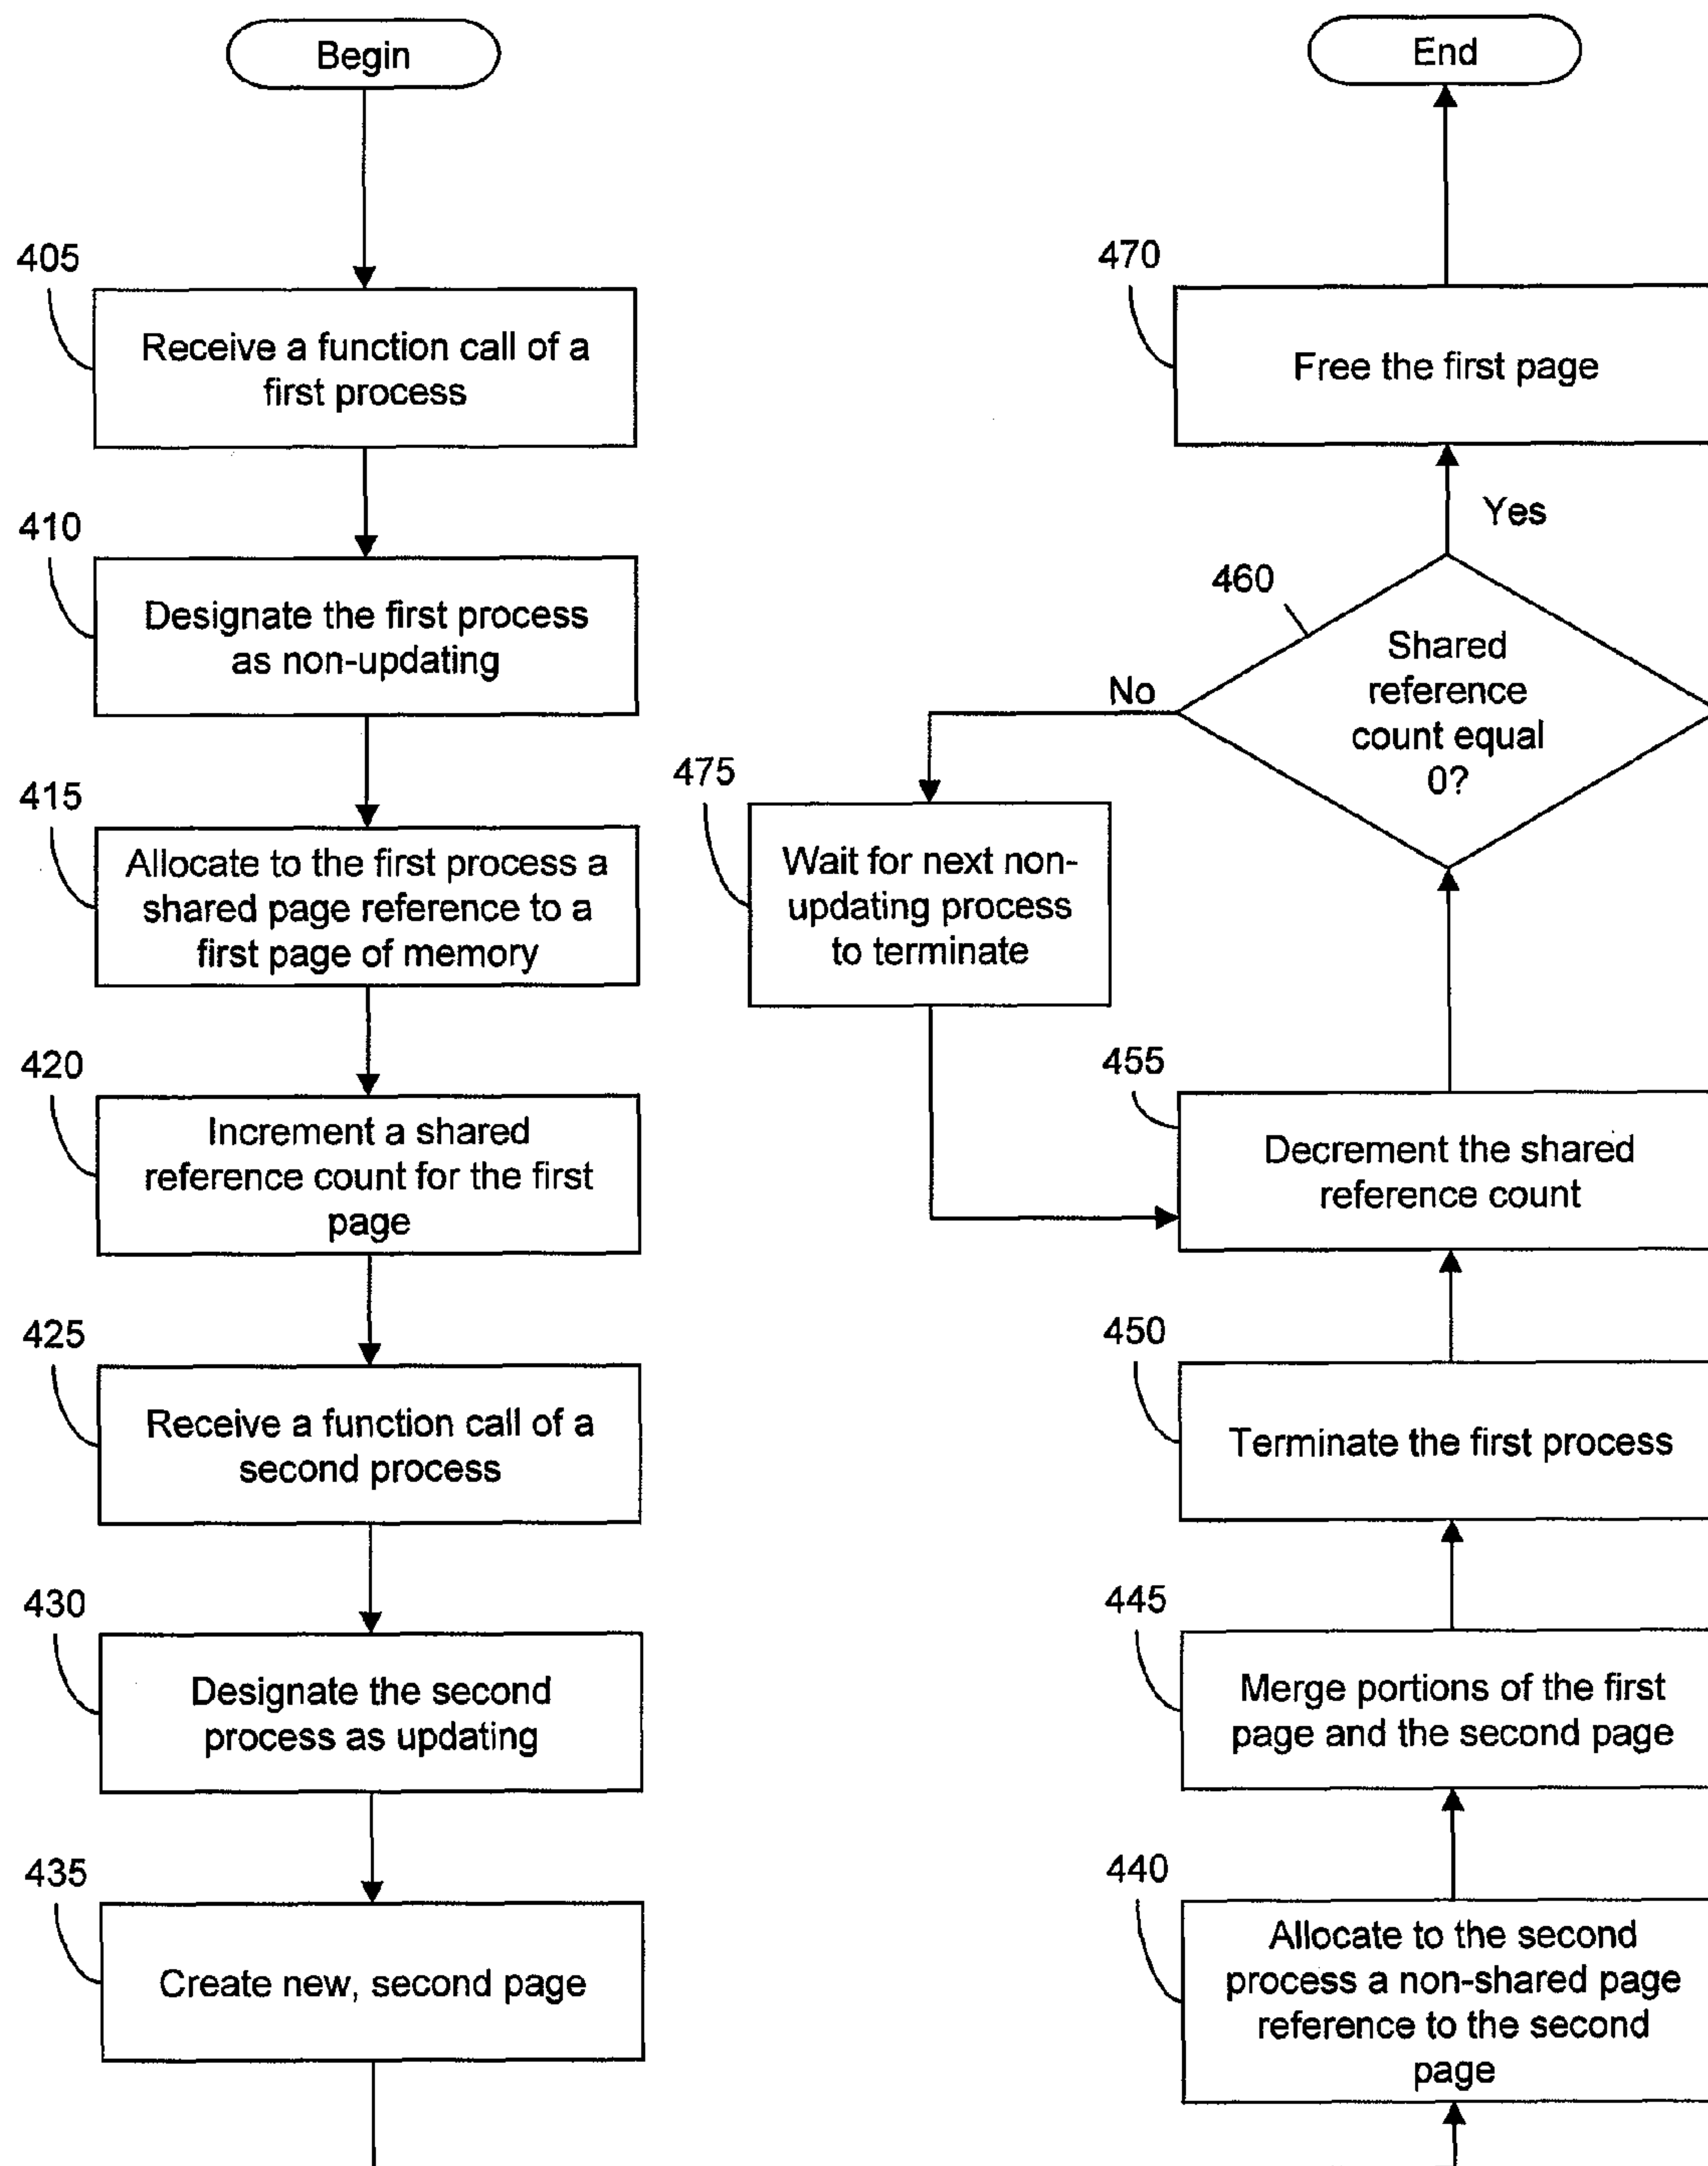 Begin
405
Receive a function call of a
first process
410
Designate the first process
as non-updating
415
Allocate to the first process a
shared page reference to a
first page of memory
420
Increment a shared
reference count for the first
page
425
Receive a function call of a
second process
430
Designate the second
process as updating
435
Create new, second page
End
470
Free the first page
Yes
460
Shared
reference
count equal
0?
No
475
Wait for next non-
updating process
to terminate
455
Decrement the shared
reference count
450
Terminate the first process
445
Merge portions of the first
page and the second page
440
Allocate to the second
process a non-shared page
reference to the second
page